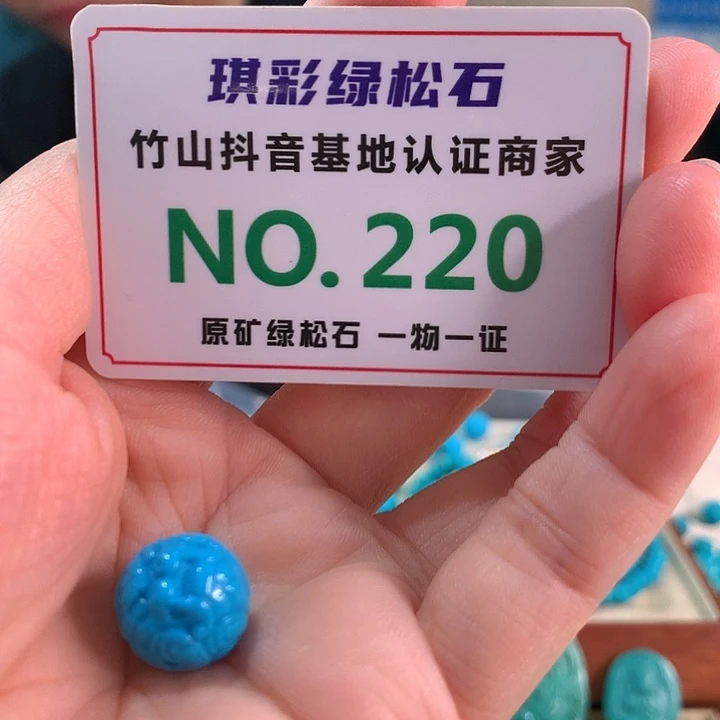 琪彩绿松石
竹山抖音基地认证商家
NO.220
原矿绿松石 一物一证